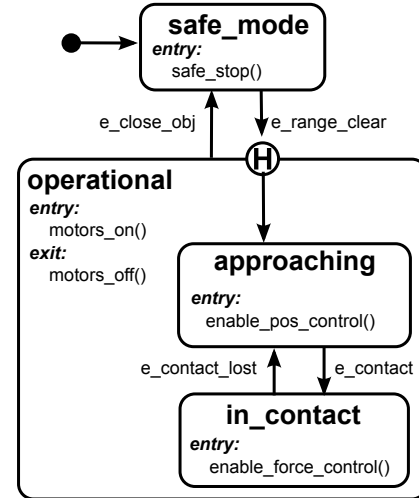 safe_mode
entry:
safe_stop()
e_close_obj
e_range_clear
H
operational
entry:
motors_on()
exit:
motors_off()
approaching
entry:
enable_pos_control()
e_contact_lost
e_contact
in_contact
entry:
enable_force_control()